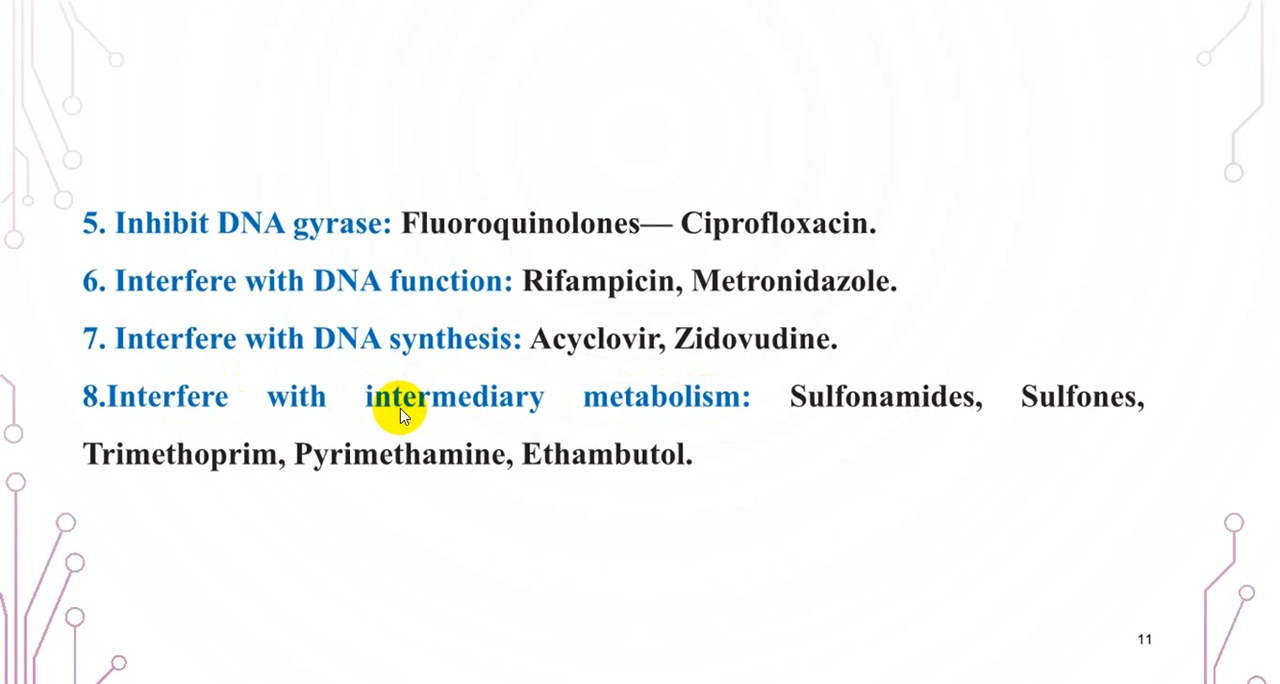 5. Inhibit DNA gyrase: Fluoroquinolones— Ciprofloxacin.
6. Interfere with DNA function: Rifampicin, Metronidazole.
7. Interfere with DNA synthesis: Acyclovir, Zidovudine.
8.Interfere with intermediary metabolism: Sulfonamides, Sulfones,
Trimethoprim, Pyrimethamine, Ethambutol.
11